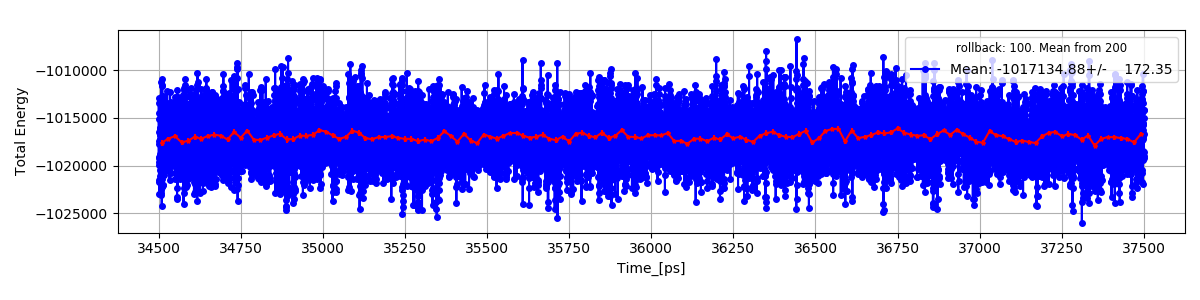 rollback: 100. Mean from 200
Mean: -1017134.88+/- 172.35
Total Energy
−1010000
−1015000
−1020000
−1025000
34500 34750 35000 35250 35500 35750 36000 36250 36500 36750 37000 37250 37500
Time_[ps]